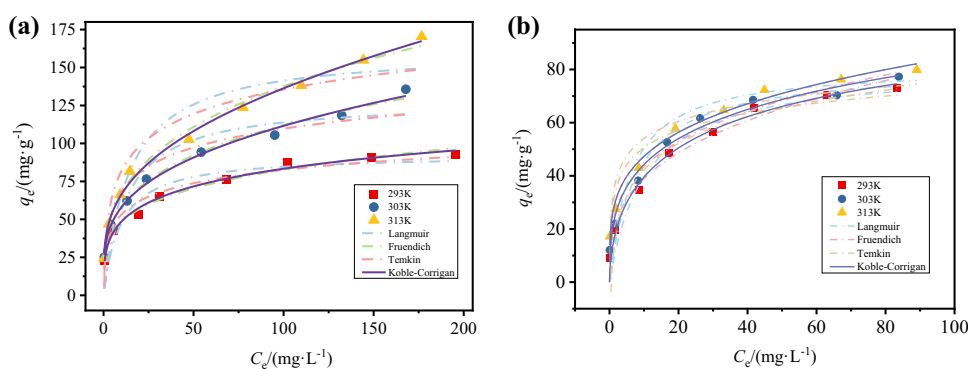 (a)
175
150
125
100
75
50
25
0
qe/(mg·g-1)
293K
303K
313K
Langmuir
Fruendich
Temkin
Koble-Corrigan
0 50 100 150 200
Ce/(mg·L-1)
(b)
80
60
40
20
0
qe/(mg·g-1)
293K
303K
313K
Langmuir
Fruendich
Temkin
Koble-Corrigan
0 20 40 60 80 100
Ce/(mg·L-1)